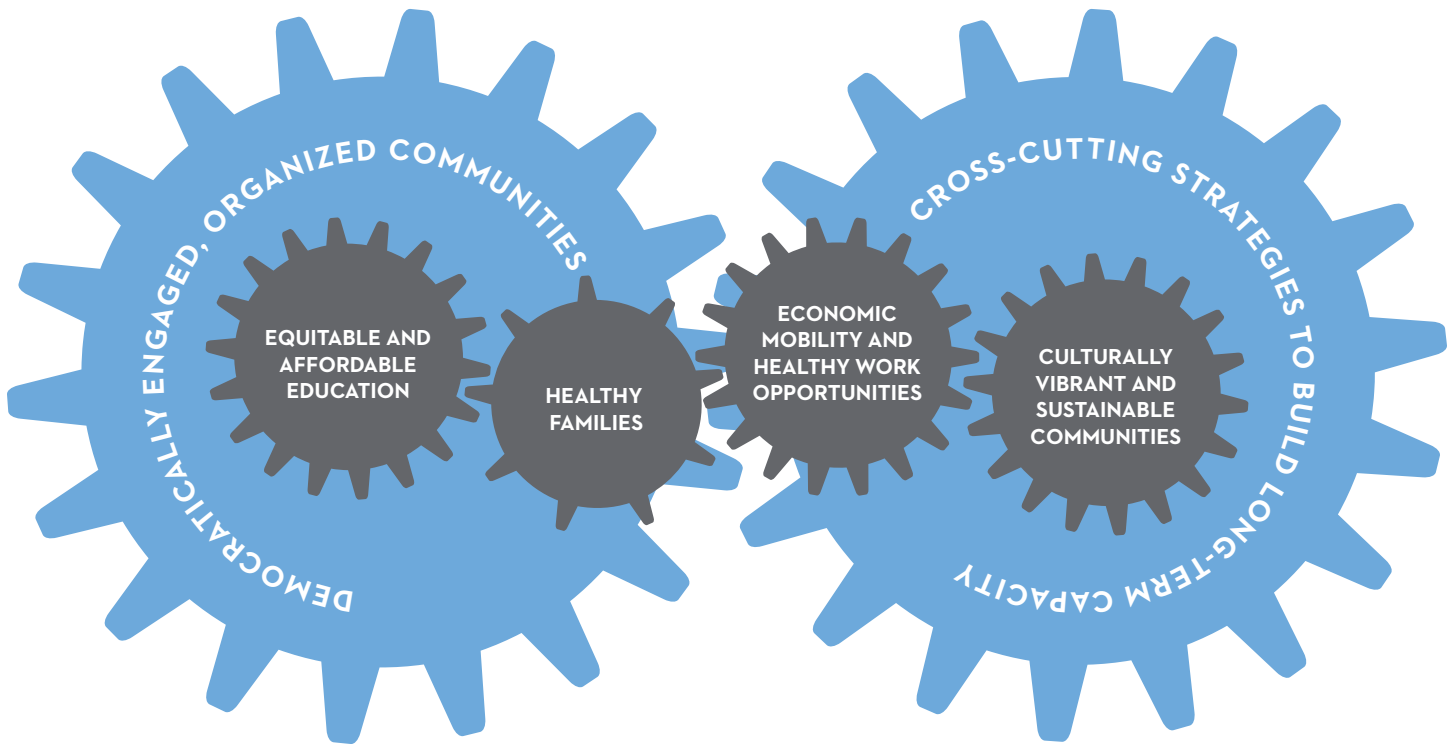 DEMOCRATICALLY ENGAGED, ORGANIZED COMMUNITIES
EQUITABLE AND
AFFORDABLE
EDUCATION
HEALTHY
FAMILIES
CROSS-CUTTING STRATEGIES TO BUILD LONG-TERM CAPACITY
ECONOMIC
MOBILITY AND
HEALTHY WORK
OPPORTUNITIES
CULTURALLY
VIBRANT AND
SUSTAINABLE
COMMUNITIES